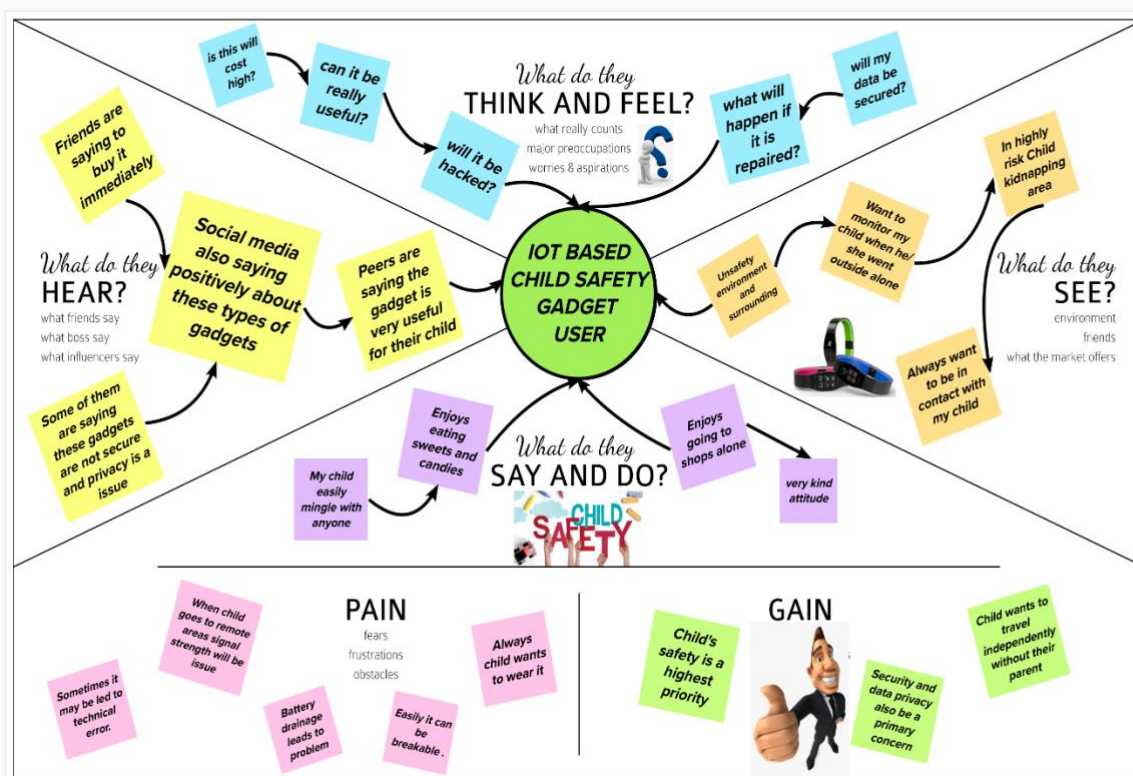 is this will
cost
high?
can it be
really
useful?
will it be
hacked?
What do they
THINK AND FEEL?
what really counts
major preoccupations
worries & aspirations
what will
happen if
it is
repaired?
will my
data be
secured?
Friends are
saying to
buy it
immediately
Social media
also saying
positively about
these types of
gadgets
What do they
HEAR?
what friends say
what boss say
what influencers say
Peers are
saying the
gadget is
very useful
for their child
Some of them
are saying
these gadgets
are not secure
and privacy is a
issue
IOT BASED
CHILD SAFETY
GADGET
USER
Unsafety
environment
and
surrounding
Want to
monitor my
child when he/
she went
outside alone
In highly
risk Child
kidnapping
area
What do they
SEE?
environment
friends
what the market offers
Always want
to be in
contact with
my child
My child
easily
mingle with
anyone
Enjoys
eating
sweets and
candies
What do they
SAY AND DO?
CHILD
SAFETY
Enjoys
going to
shops alone
very kind
attitude
PAIN
fears
frustrations
obstacles
When child
goes to remote
areas signal
strength will be
issue
Sometimes it
may be led to
technical
error.
Battery
drainage
leads to
problem
Easily it can
be
breakable .
Always
child wants
to wear it
GAIN
Child's
safety is a
highest
priority
Security and
data privacy
also be a
primary
concern
Child wants to
travel
independently
without their
parent